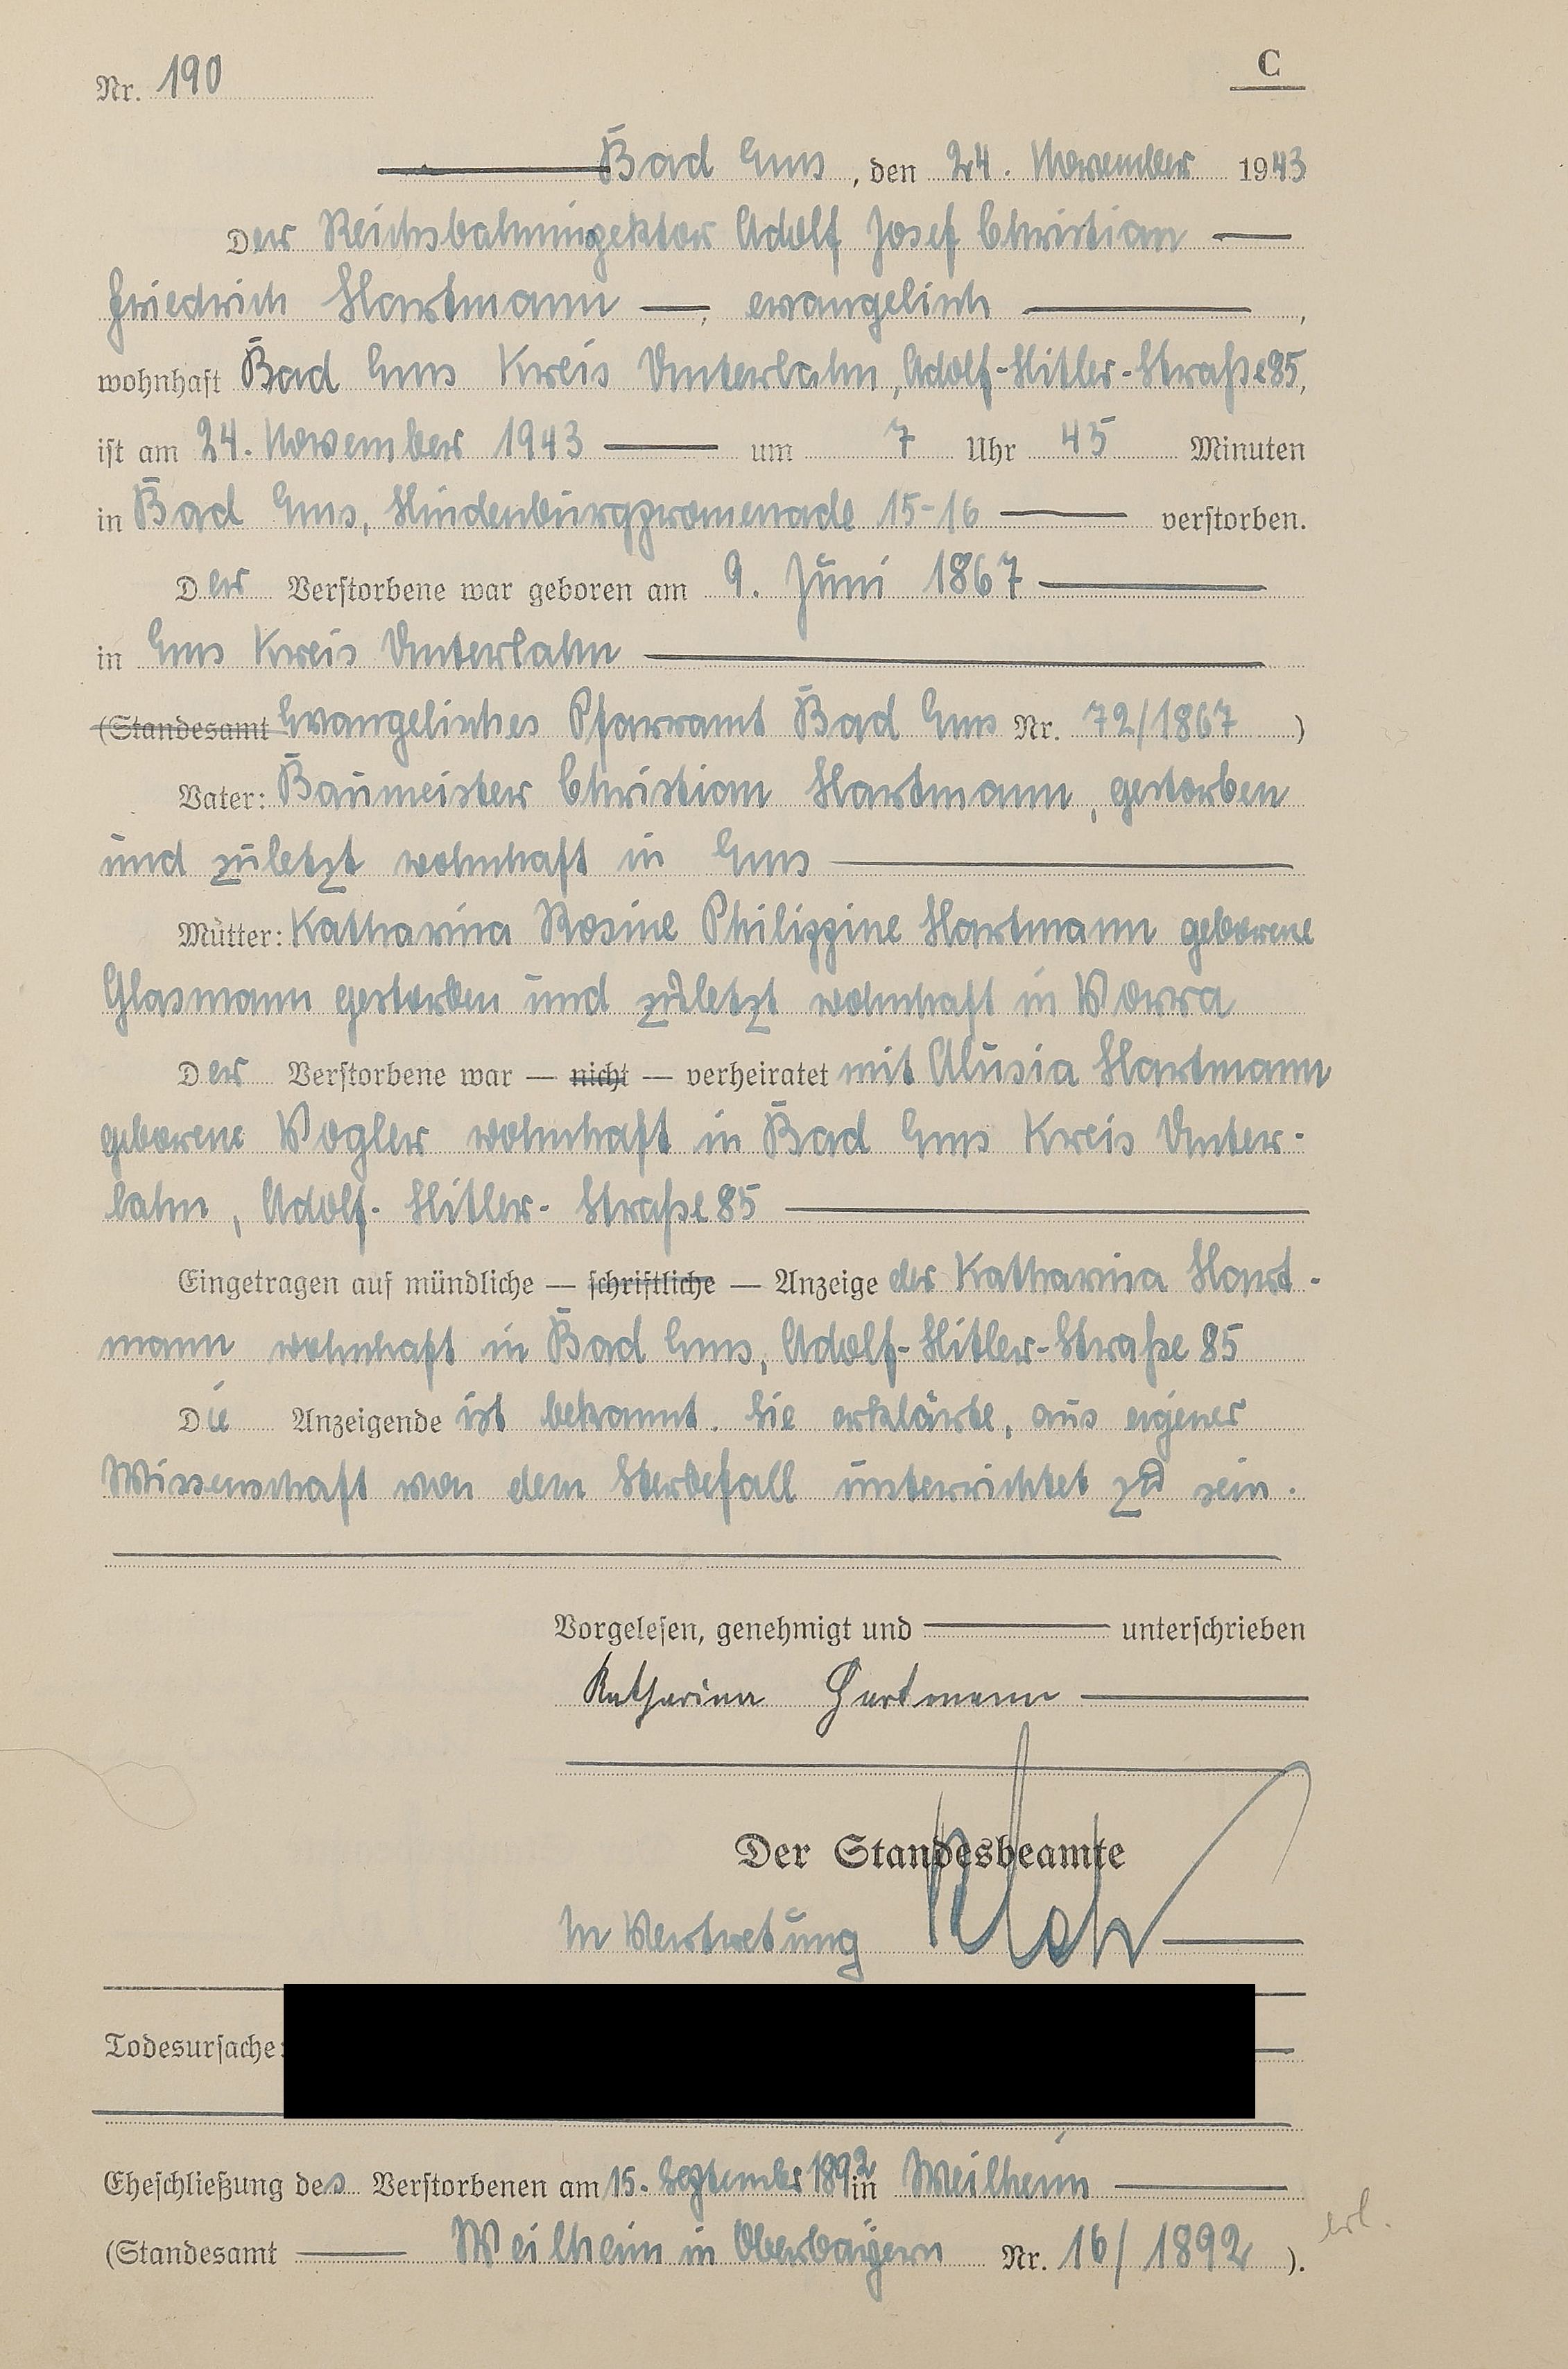 Nr. 190
C
Bad Ems, den 24. November 1943
Der Reichsbahninspektor Adolf Josef Christian
Friedrich Hartmann —, evangelisch —,
wohnhaft Bad Ems Kreis Unterlahn, Adolf-Hitler-Straße 85,
ist am 24. November 1943 — um 7 Uhr 45 Minuten
in Bad Ems, Hindenburgpromenade 15-16 — verstorben.
Der Verstorbene war geboren am 9. Juni 1867 —
in Ems Kreis Unterlahn —
(Standesamt Evangelisches Pfarramt Bad Ems Nr. 72/1867)
Vater: Baumeister Christian Hartmann, gestorben
und zuletzt wohnhaft in Ems —
Mutter: Katharina Rosine Philippine Hartmann geborene
Glasmann gestorben und zuletzt wohnhaft in
Der Verstorbene war — nicht — verheiratet mit Alusia Hartmann
geborene Vogler wohnhaft in Bad Ems Kreis Unter-
lahn, Adolf-Hitler-Straße 85 —
Eingetragen auf mündliche — schriftliche — Anzeige der Katharina Hart-
mann wohnhaft in Bad Ems, Adolf-Hitler-Straße 85
Die Anzeigende ist bekannt. Sie erklärte, aus eigener
Wissenschaft von dem Sterbefall unterrichtet zu sein.
Vorgelesen, genehmigt und — unterschrieben
Katharina Hartmann —
Der Standesbeamte
In Vertretung
Todesursache:
Eheschließung des Verstorbenen am 15. September 1892 in Weilheim —
(Standesamt — Weilheim in Oberbayern Nr. 16/1892).
erl.